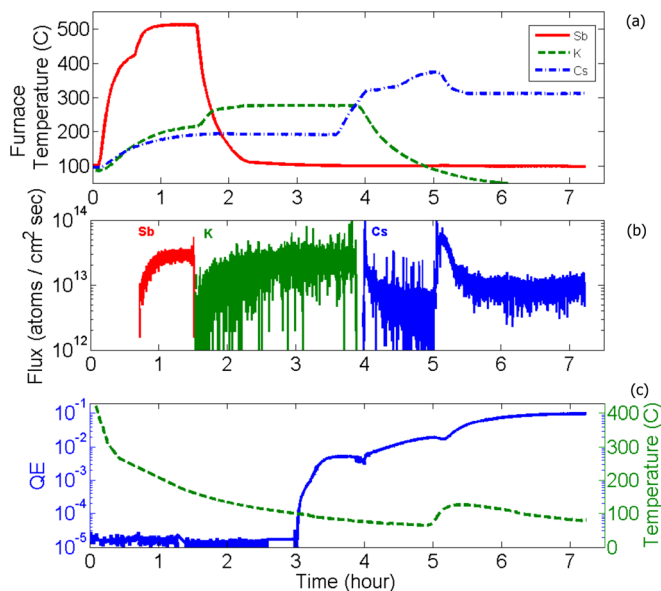 (a)
Furnace
Temperature (C)
500
400
300
200
100
Sb
K
Cs
0 1 2 3 4 5 6 7
(b)
Flux (atoms / cm2 sec)
10^14
10^13
10^12
Sb K Cs
0 1 2 3 4 5 6 7
(c)
QE
10^-1
10^-2
10^-3
10^-4
10^-5
400
300
200
100
0
Temperature (C)
0 1 2 3 4 5 6 7
Time (hour)